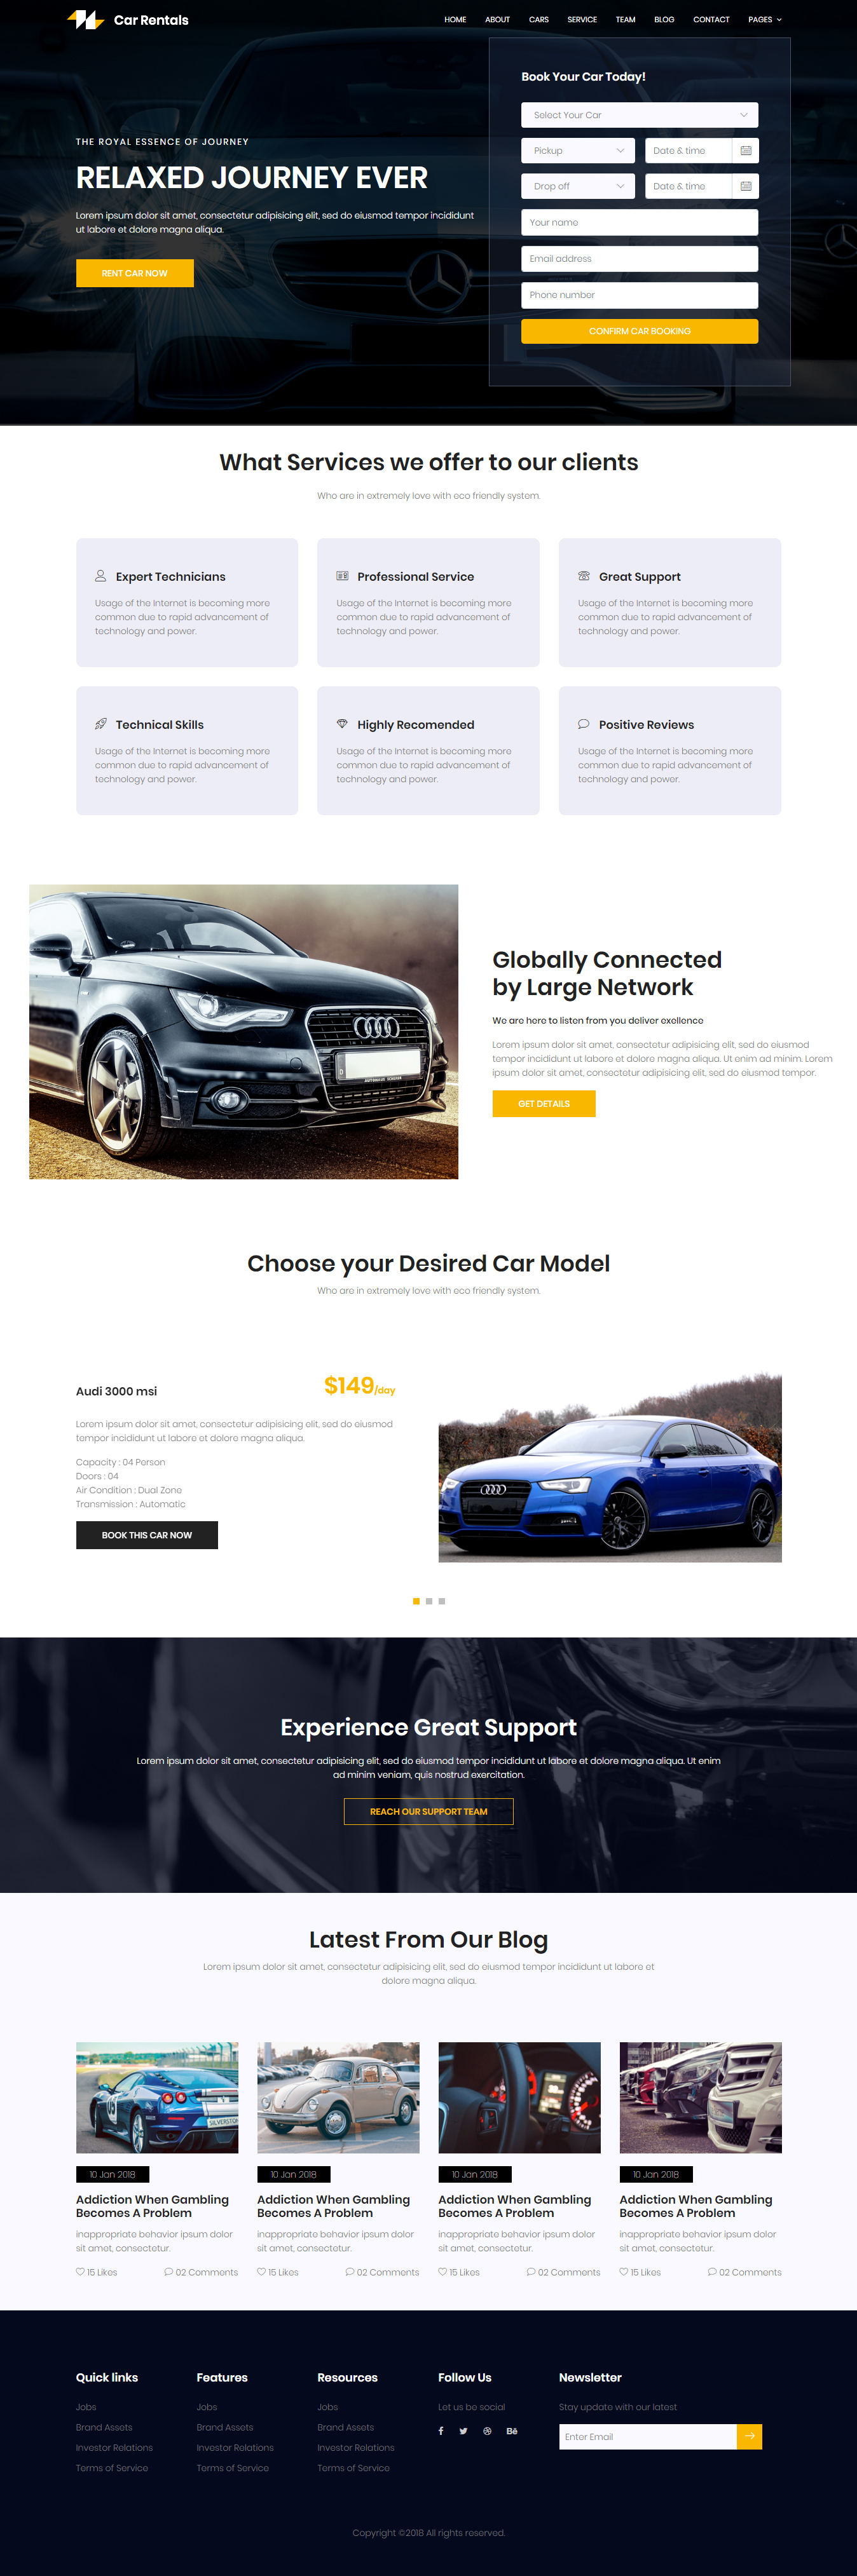 Car Rentals
HOME ABOUT CARS SERVICE TEAM BLOG CONTACT PAGES
Book Your Car Today!
Select Your Car
Pickup Date & time
Drop off Date & time
Your name
Email address
Phone number
CONFIRM CAR BOOKING
THE ROYAL ESSENCE OF JOURNEY
RELAXED JOURNEY EVER
Lorem ipsum dolor sit amet, consectetur adipisicing elit, sed do eiusmod tempor incididunt
ut labore et dolore magna aliqua.
RENT CAR NOW
What Services we offer to our clients
Who are in extremely love with eco friendly system.
Expert Technicians
Usage of the Internet is becoming more
common due to rapid advancement of
technology and power.
Professional Service
Usage of the Internet is becoming more
common due to rapid advancement of
technology and power.
Great Support
Usage of the Internet is becoming more
common due to rapid advancement of
technology and power.
Technical Skills
Usage of the Internet is becoming more
common due to rapid advancement of
technology and power.
Highly Recomended
Usage of the Internet is becoming more
common due to rapid advancement of
technology and power.
Positive Reviews
Usage of the Internet is becoming more
common due to rapid advancement of
technology and power.
Globally Connected
by Large Network
We are here to listen from you deliver exellence
Lorem ipsum dolor sit amet, consectetur adipisicing elit, sed do eiusmod
tempor incididunt ut labore et dolore magna aliqua. Ut enim ad minim. Lorem
ipsum dolor sit amet, consectetur adipisicing elit, sed do eiusmod tempor.
GET DETAILS
Choose your Desired Car Model
Who are in extremely love with eco friendly system.
Audi 3000 msi
$149/day
Lorem ipsum dolor sit amet, consectetur adipisicing elit, sed do eiusmod
tempor incididunt ut labore et dolore magna aliqua.
Capacity : 04 Person
Doors : 04
Air Condition : Dual Zone
Transmission : Automatic
BOOK THIS CAR NOW
Experience Great Support
Lorem ipsum dolor sit amet, consectetur adipisicing elit, sed do eiusmod tempor incididunt ut labore et dolore magna aliqua. Ut enim
ad minim veniam, quis nostrud exercitation.
REACH OUR SUPPORT TEAM
Latest From Our Blog
Lorem ipsum dolor sit amet, consectetur adipisicing elit, sed do eiusmod tempor incididunt ut labore et
dolore magna aliqua.
10 Jan 2018
Addiction When Gambling
Becomes A Problem
inappropriate behavior ipsum dolor
sit amet, consectetur.
15 Likes 02 Comments
10 Jan 2018
Addiction When Gambling
Becomes A Problem
inappropriate behavior ipsum dolor
sit amet, consectetur.
15 Likes 02 Comments
10 Jan 2018
Addiction When Gambling
Becomes A Problem
inappropriate behavior ipsum dolor
sit amet, consectetur.
15 Likes 02 Comments
10 Jan 2018
Addiction When Gambling
Becomes A Problem
inappropriate behavior ipsum dolor
sit amet, consectetur.
15 Likes 02 Comments
Quick links
Jobs
Brand Assets
Investor Relations
Terms of Service
Features
Jobs
Brand Assets
Investor Relations
Terms of Service
Resources
Jobs
Brand Assets
Investor Relations
Terms of Service
Follow Us
Let us be social
Bē
Newsletter
Stay update with our latest
Enter Email
Copyright ©2018 All rights reserved.